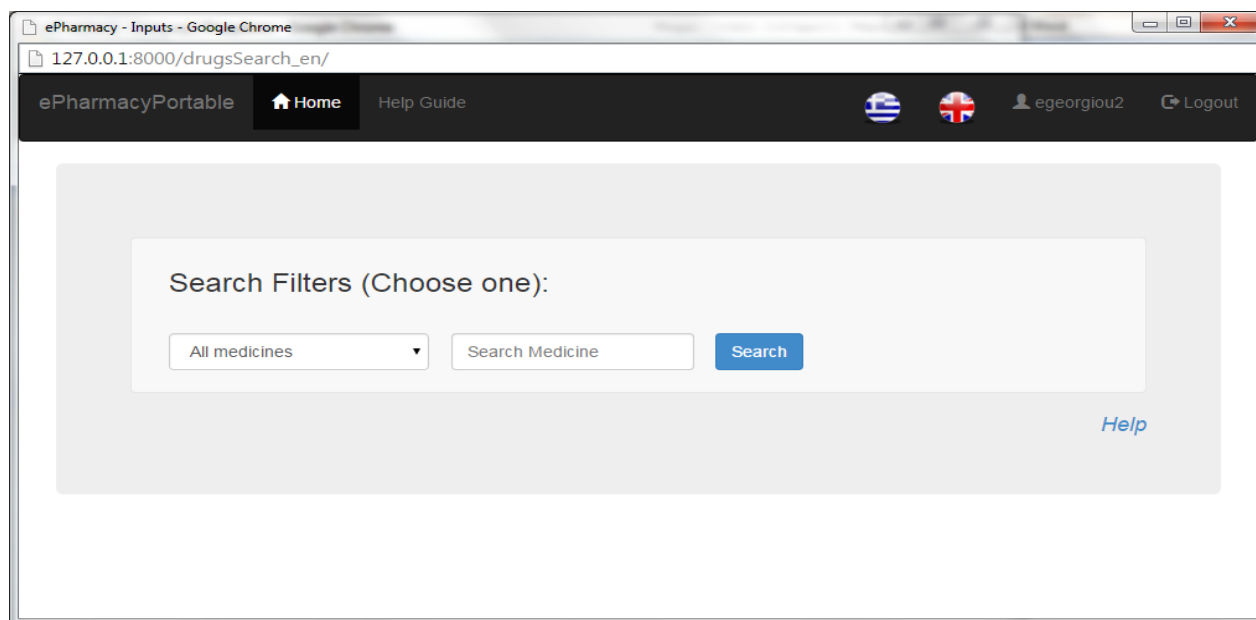 ePharmacy - Inputs - Google Chrome
127.0.0.1:8000/drugsSearch_en/
ePharmacyPortable Home Help Guide egeorgiou2 Logout
Search Filters (Choose one):
All medicines Search Medicine Search
Help